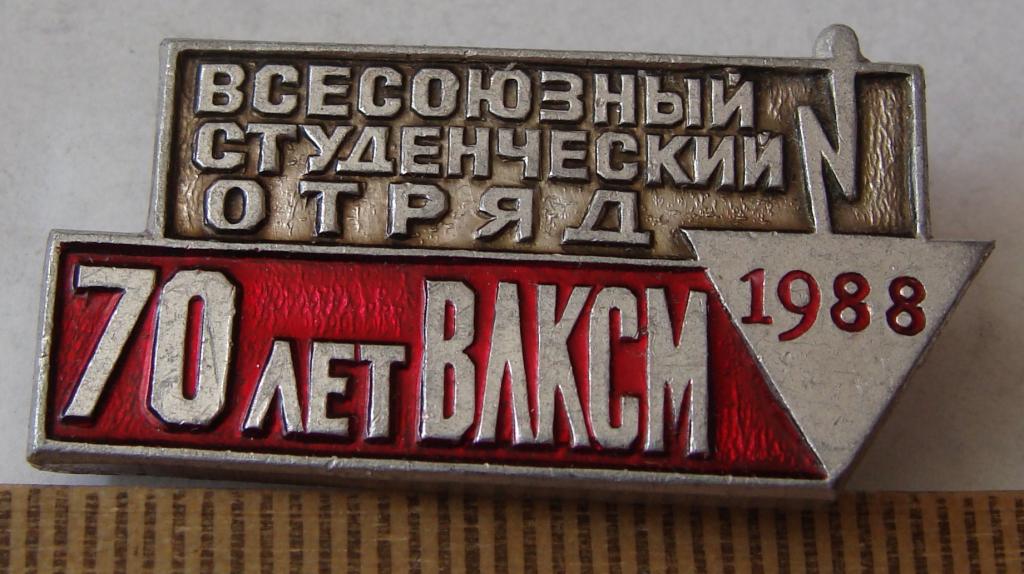 ВСЕСОЮЗНЫЙ
СТУДЕНЧЕСКИЙ
ОТРЯД
70 ЛЕТ ВЛКСМ
1988